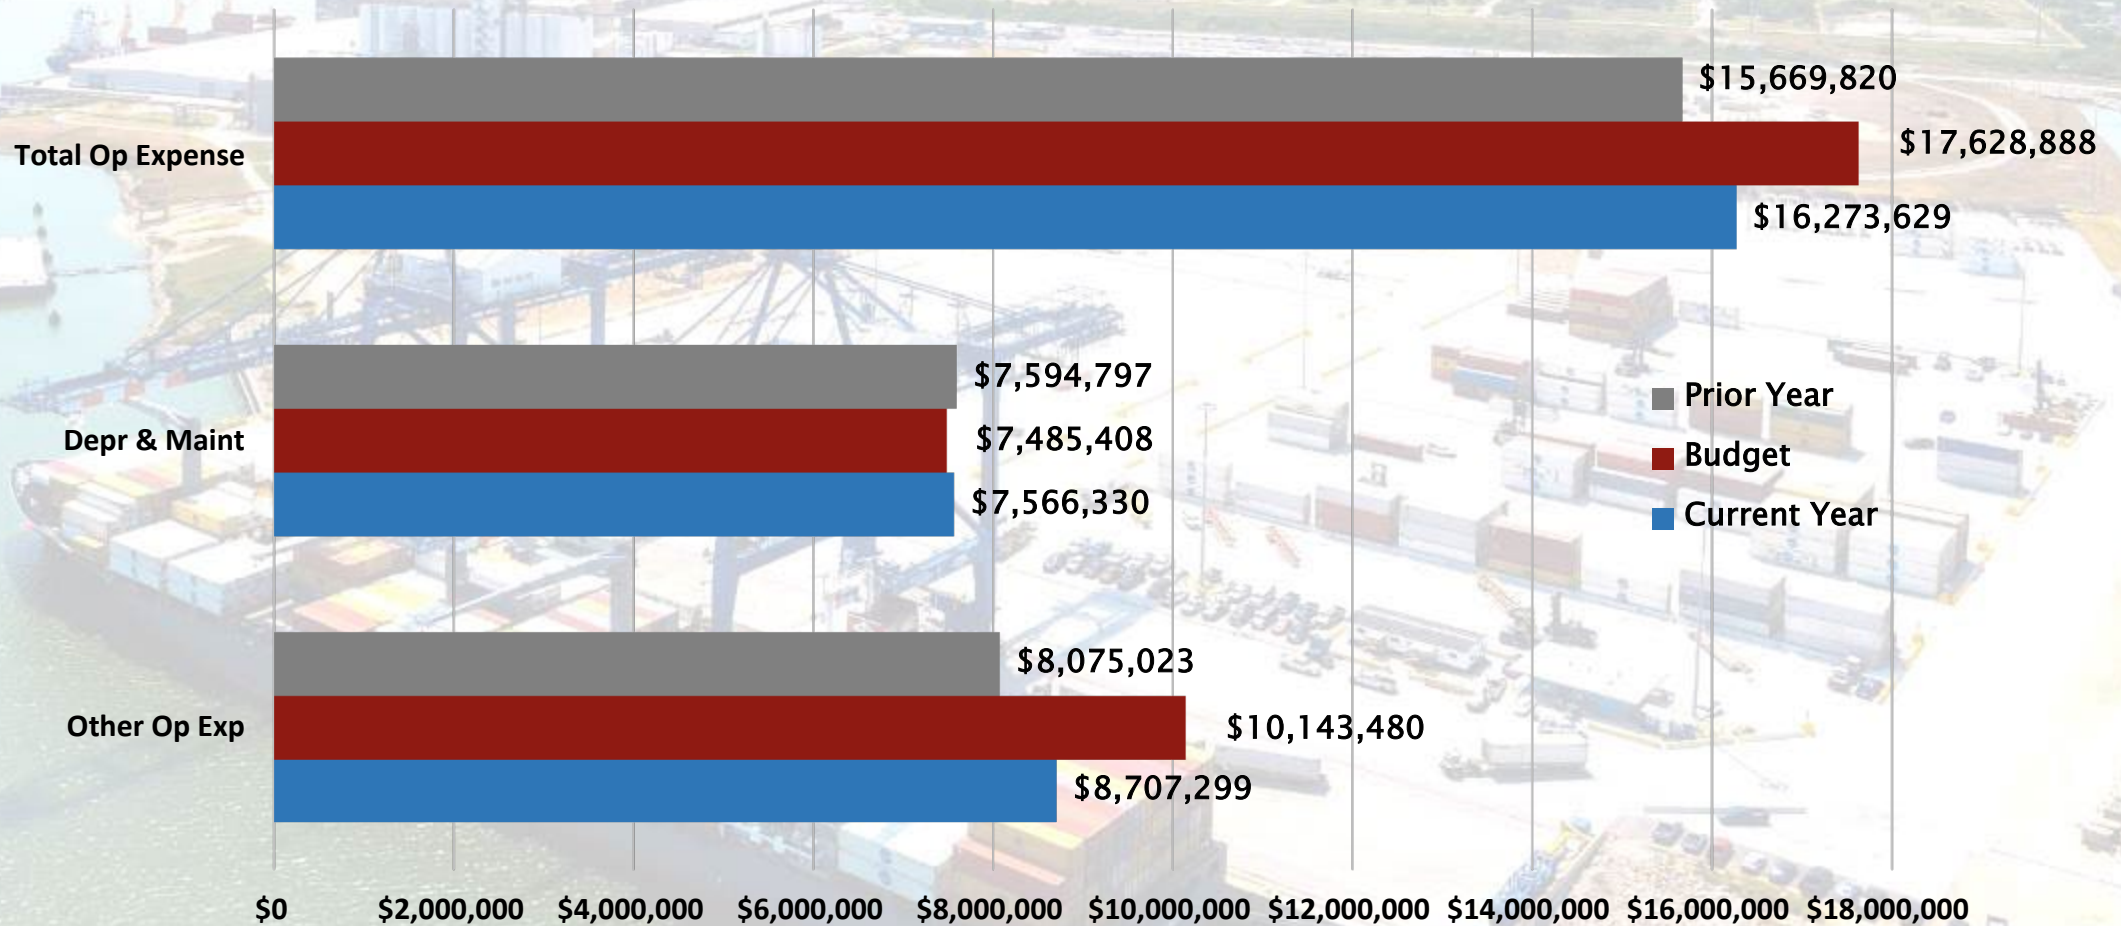 $15,669,820
Total Op Expense
$17,628,888
$16,273,629
$7,594,797
Depr & Maint
$7,485,408
$7,566,330
Prior Year
Budget
Current Year
$8,075,023
Other Op Exp
$10,143,480
$8,707,299
$0 $2,000,000 $4,000,000 $6,000,000 $8,000,000 $10,000,000 $12,000,000 $14,000,000 $16,000,000 $18,000,000